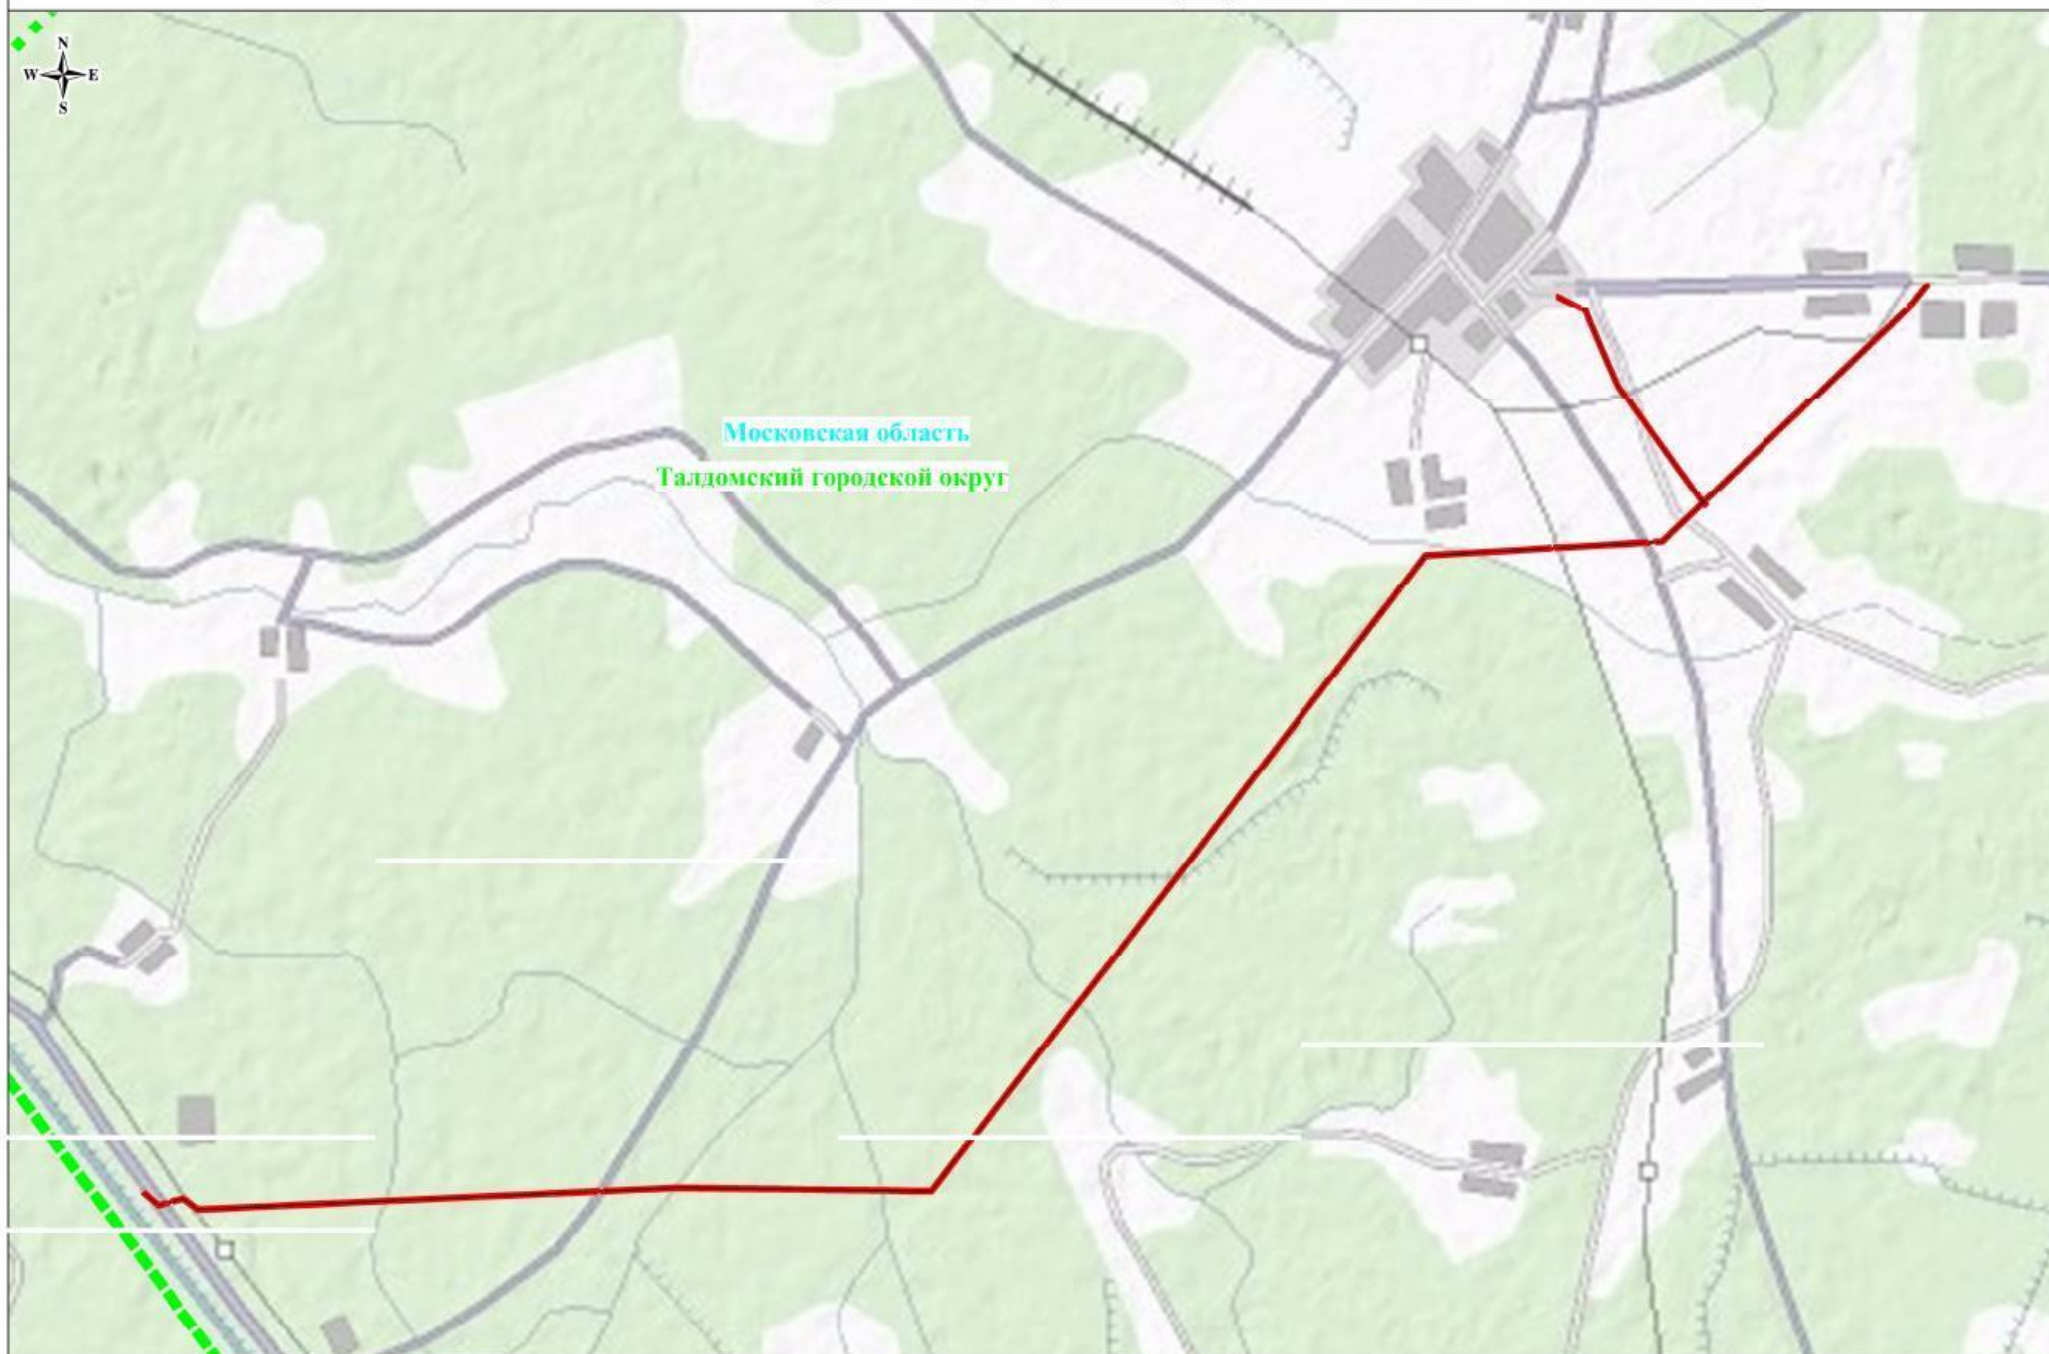 N
W E
S
Московская область
Талдомский городской округ